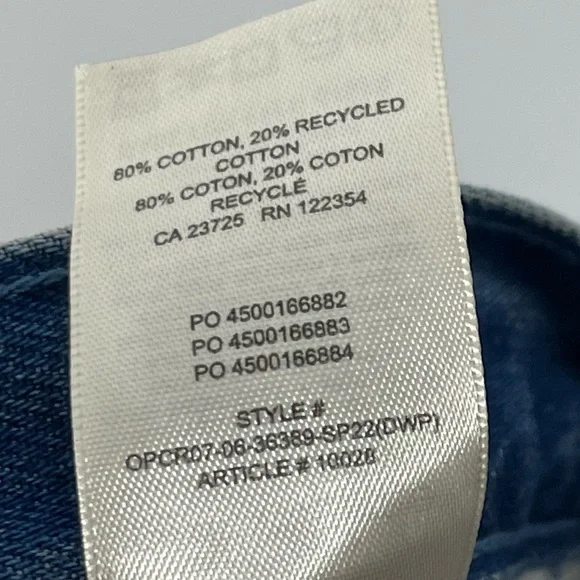 80% COTTON, 20% RECYCLED
COTTON
80% COTON, 20% COTON
RECYCLÉ
CA 23725 RN 122354
PO 4500166882
PO 4500166883
PO 4500166884
STYLE #
OPCR07-06-36389-SP22(DWP)
ARTICLE # 10028